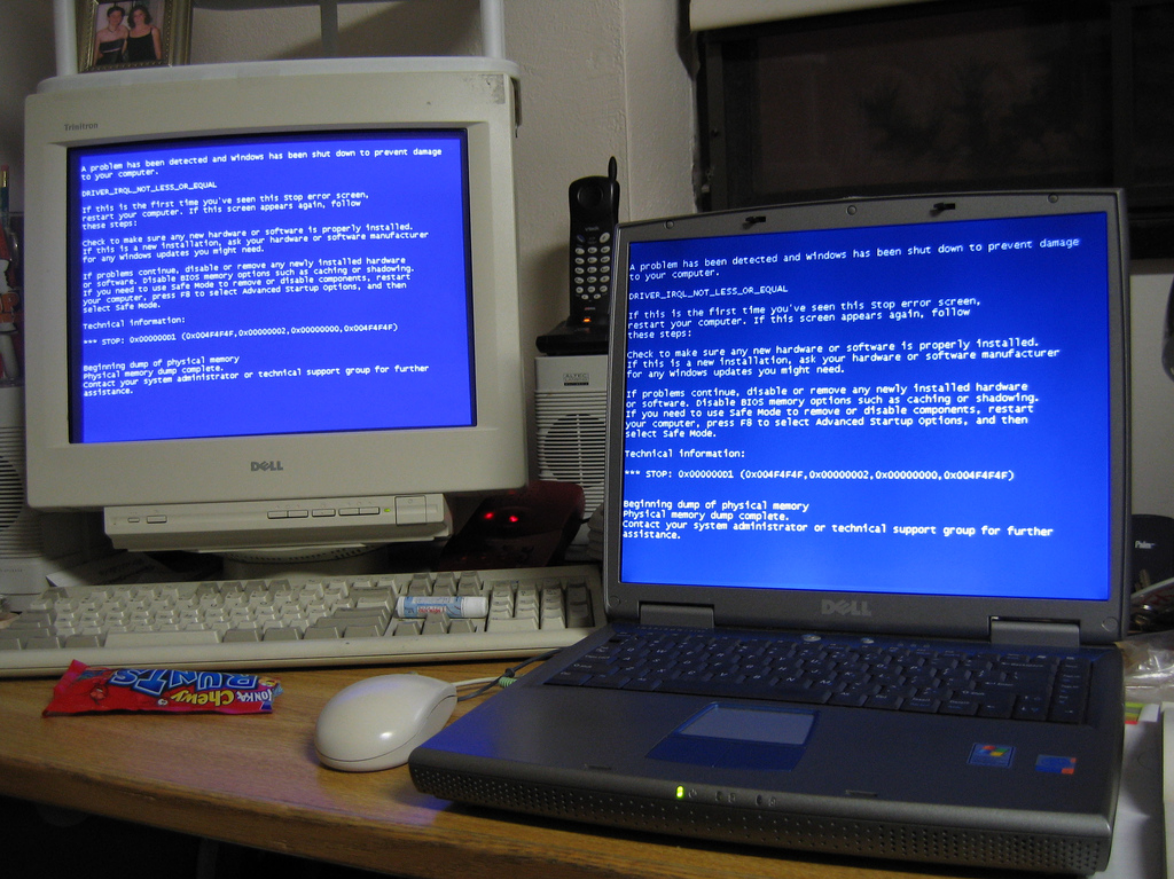 Trinitron
A problem has been detected and Windows has been shut down to prevent damage
to your computer.
DRIVER_IRQL_NOT_LESS_OR_EQUAL
If this is the first time you've seen this Stop error screen,
restart your computer. If this screen appears again, follow
these steps:
Check to make sure any new hardware or software is properly installed.
If this is a new installation, ask your hardware or software manufacturer
for any Windows updates you might need.
If problems continue, disable or remove any newly installed hardware
or software. Disable BIOS memory options such as caching or shadowing.
If you need to use Safe Mode to remove or disable components, restart
your computer, press F8 to select Advanced Startup Options, and then
select Safe Mode.
Technical information:
*** STOP: 0x000000D1 (0x004F4F4F,0x00000002,0x00000000,0x004F4F4F)
Beginning dump of physical memory
Physical memory dump complete.
Contact your system administrator or technical support group for further
assistance.
DELL
ALTEC
A problem has been detected and Windows has been shut down to prevent damage
to your computer.
DRIVER_IRQL_NOT_LESS_OR_EQUAL
If this is the first time you've seen this Stop error screen,
restart your computer. If this screen appears again, follow
these steps:
Check to make sure any new hardware or software is properly installed.
If this is a new installation, ask your hardware or software manufacturer
for any Windows updates you might need.
If problems continue, disable or remove any newly installed hardware
or software. Disable BIOS memory options such as caching or shadowing.
If you need to use Safe Mode to remove or disable components, restart
your computer, press F8 to select Advanced Startup Options, and then
select Safe Mode.
Technical information:
*** STOP: 0x000000D1 (0x004F4F4F,0x00000002,0x00000000,0x004F4F4F)
Beginning dump of physical memory
Physical memory dump complete.
Contact your system administrator or technical support group for further
assistance.
DELL
WONKA Chewy
RUNTS